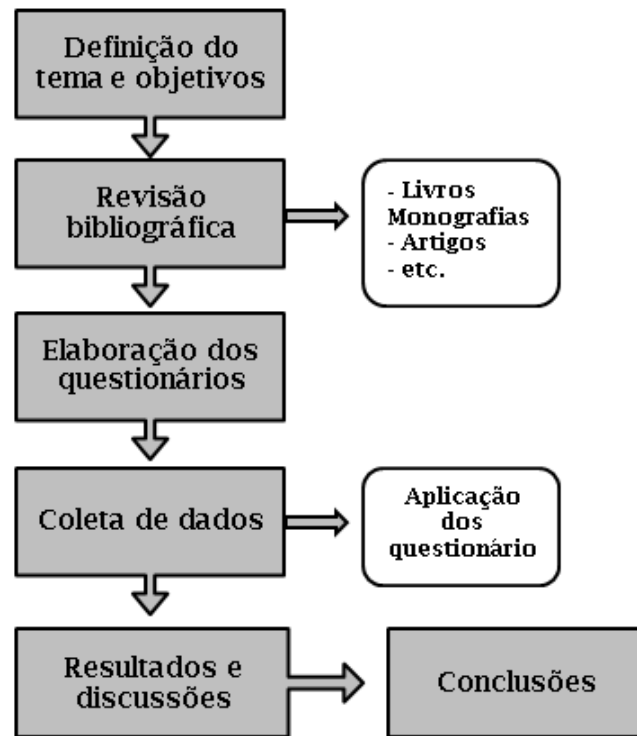 Definição do
tema e objetivos
Revisão
bibliográfica
- Livros
Monografias
- Artigos
- etc.
Elaboração dos
questionários
Coleta de dados
Aplicação
dos
questionário
Resultados e
discussões
Conclusões